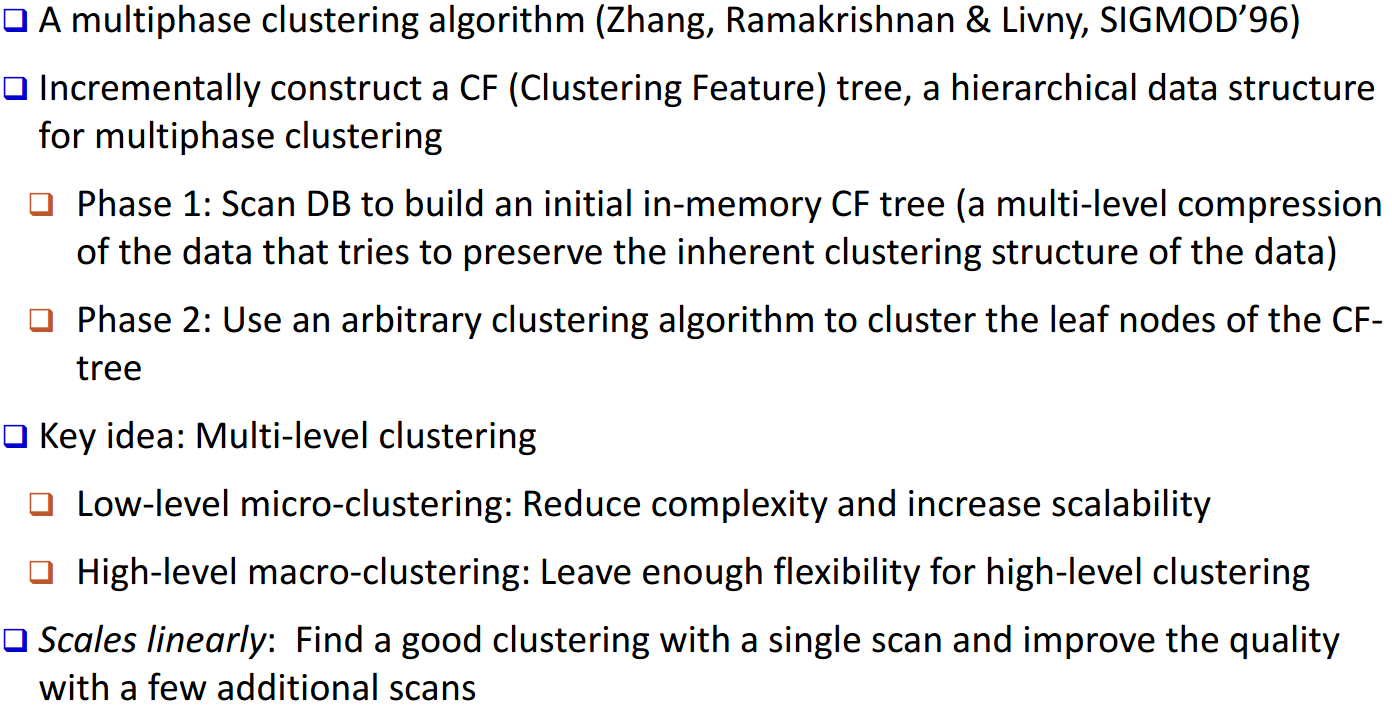 A multiphase clustering algorithm (Zhang, Ramakrishnan & Livny, SIGMOD’96)
Incrementally construct a CF (Clustering Feature) tree, a hierarchical data structure
for multiphase clustering
Phase 1: Scan DB to build an initial in-memory CF tree (a multi-level compression
of the data that tries to preserve the inherent clustering structure of the data)
Phase 2: Use an arbitrary clustering algorithm to cluster the leaf nodes of the CF-
tree
Key idea: Multi-level clustering
Low-level micro-clustering: Reduce complexity and increase scalability
High-level macro-clustering: Leave enough flexibility for high-level clustering
Scales linearly: Find a good clustering with a single scan and improve the quality
with a few additional scans